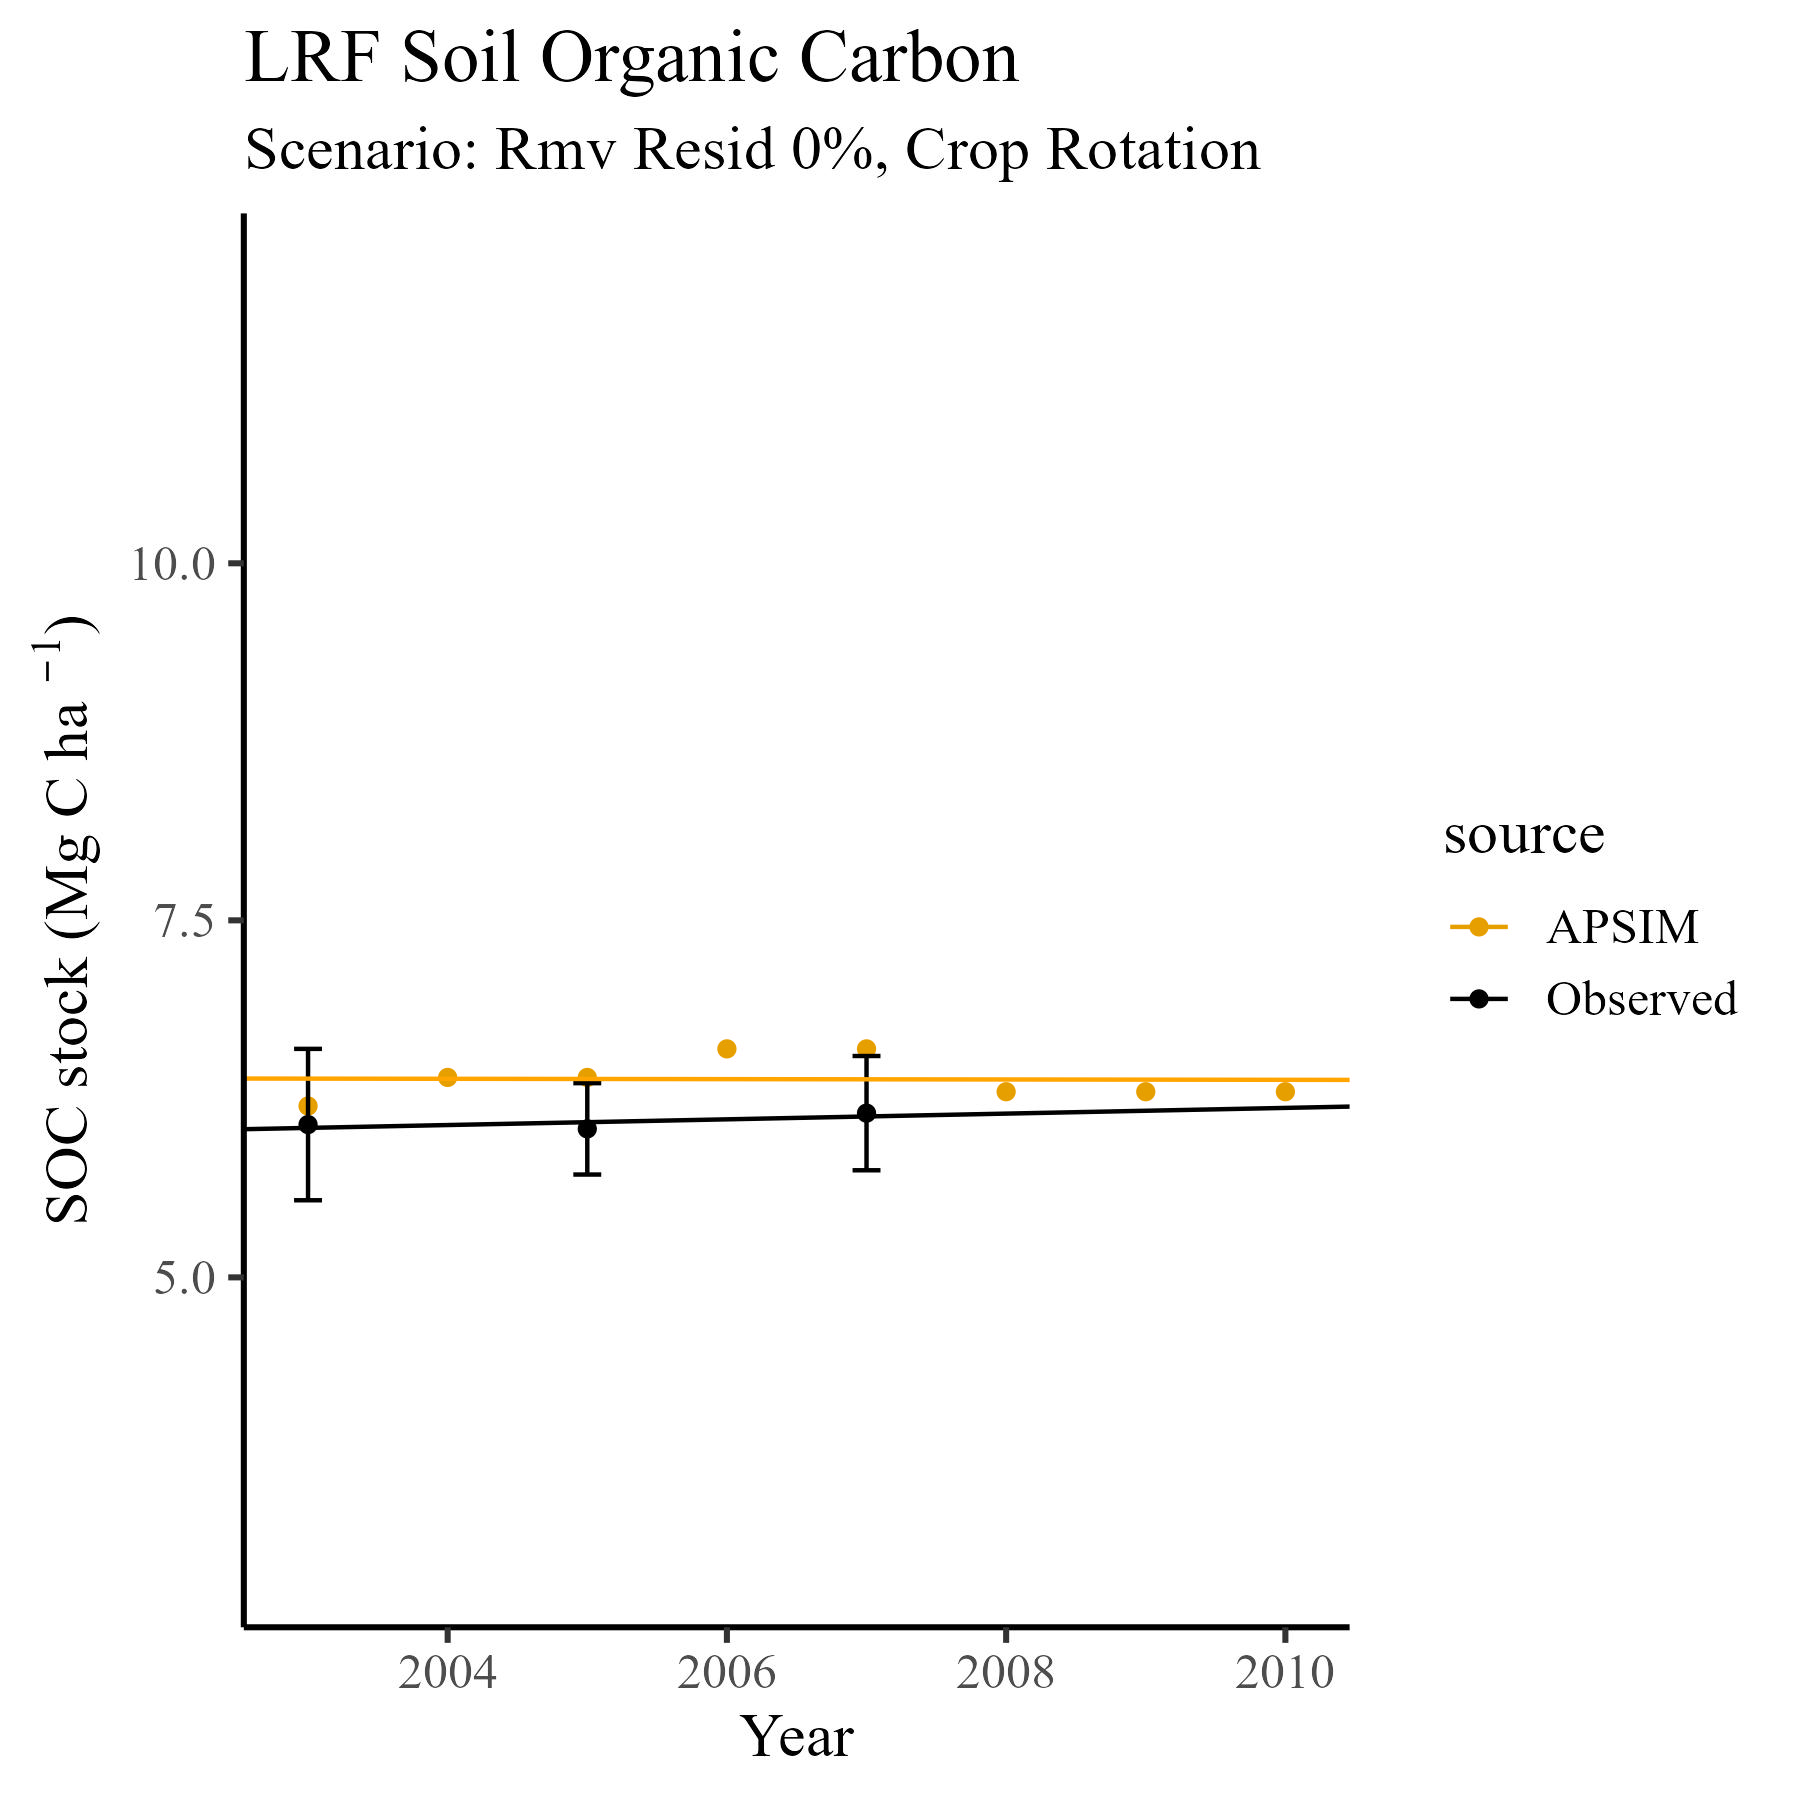 LRF Soil Organic Carbon
Scenario: Rmv Resid 0%, Crop Rotation
SOC stock (Mg C ha ⁻¹)
10.0
7.5
5.0
2004 2006 2008 2010
Year
source
APSIM
Observed